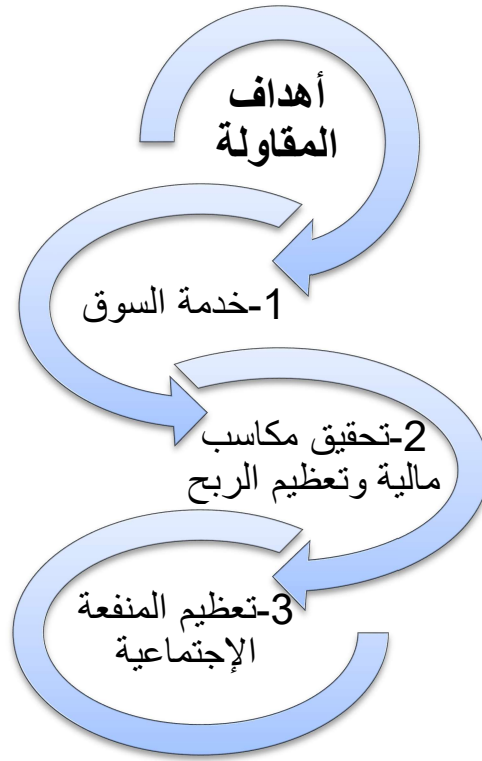 أهداف
المقاولة
1-خدمة السوق
2-تحقيق مكاسب
مالية وتعظيم الربح
3-تعظيم المنفعة
الإجتماعية